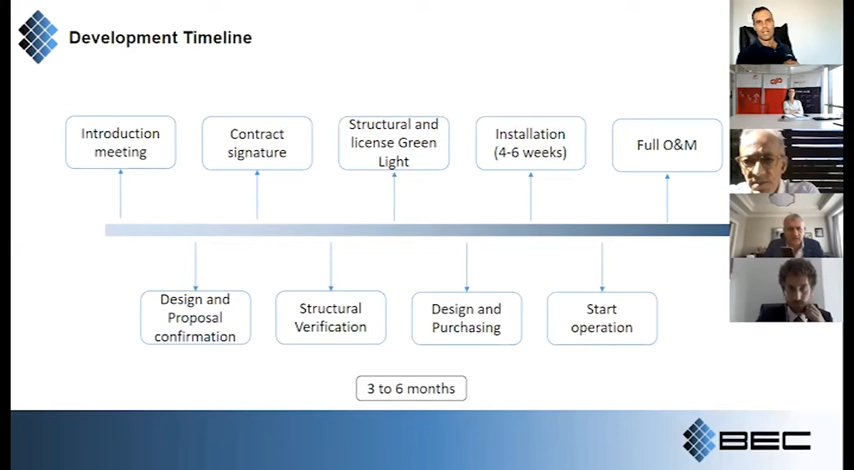 Development Timeline
Introduction
meeting
Contract
signature
Structural and
license Green
Light
Installation
(4-6 weeks)
Full O&M
Design and
Proposal
confirmation
Structural
Verification
Design and
Purchasing
Start
operation
3 to 6 months
BEC